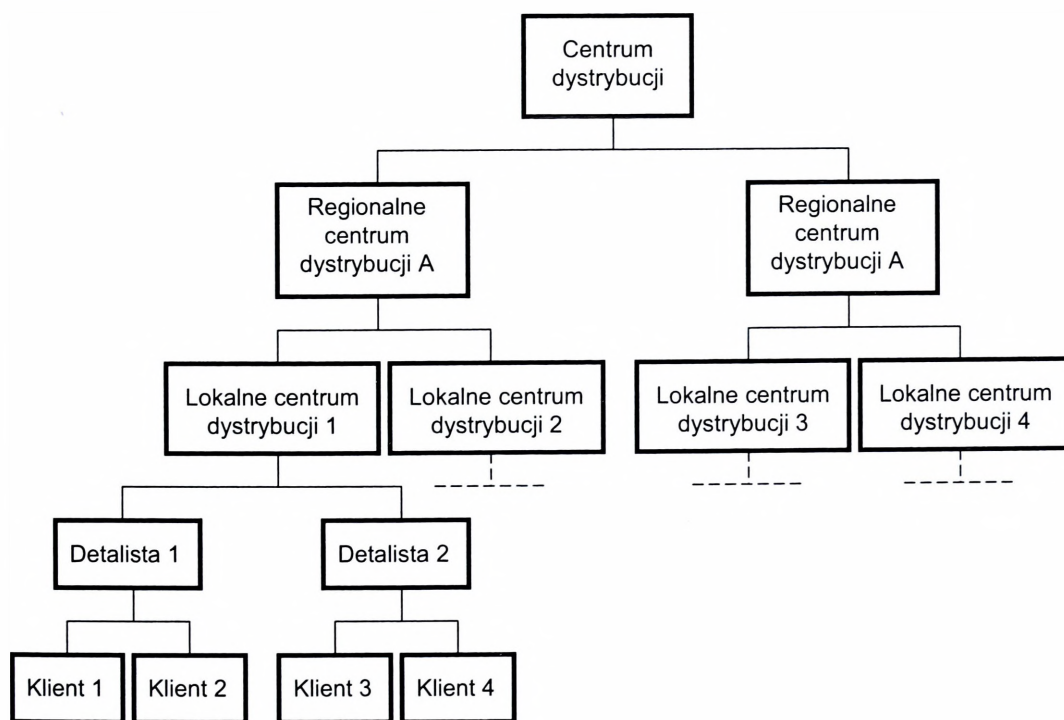 Centrum
dystrybucji
Regionalne
centrum
dystrybucji A
Regionalne
centrum
dystrybucji A
Lokalne centrum
dystrybucji 1
Lokalne centrum
dystrybucji 2
Lokalne centrum
dystrybucji 3
Lokalne centrum
dystrybucji 4
Detalista 1
Detalista 2
Klient 1
Klient 2
Klient 3
Klient 4